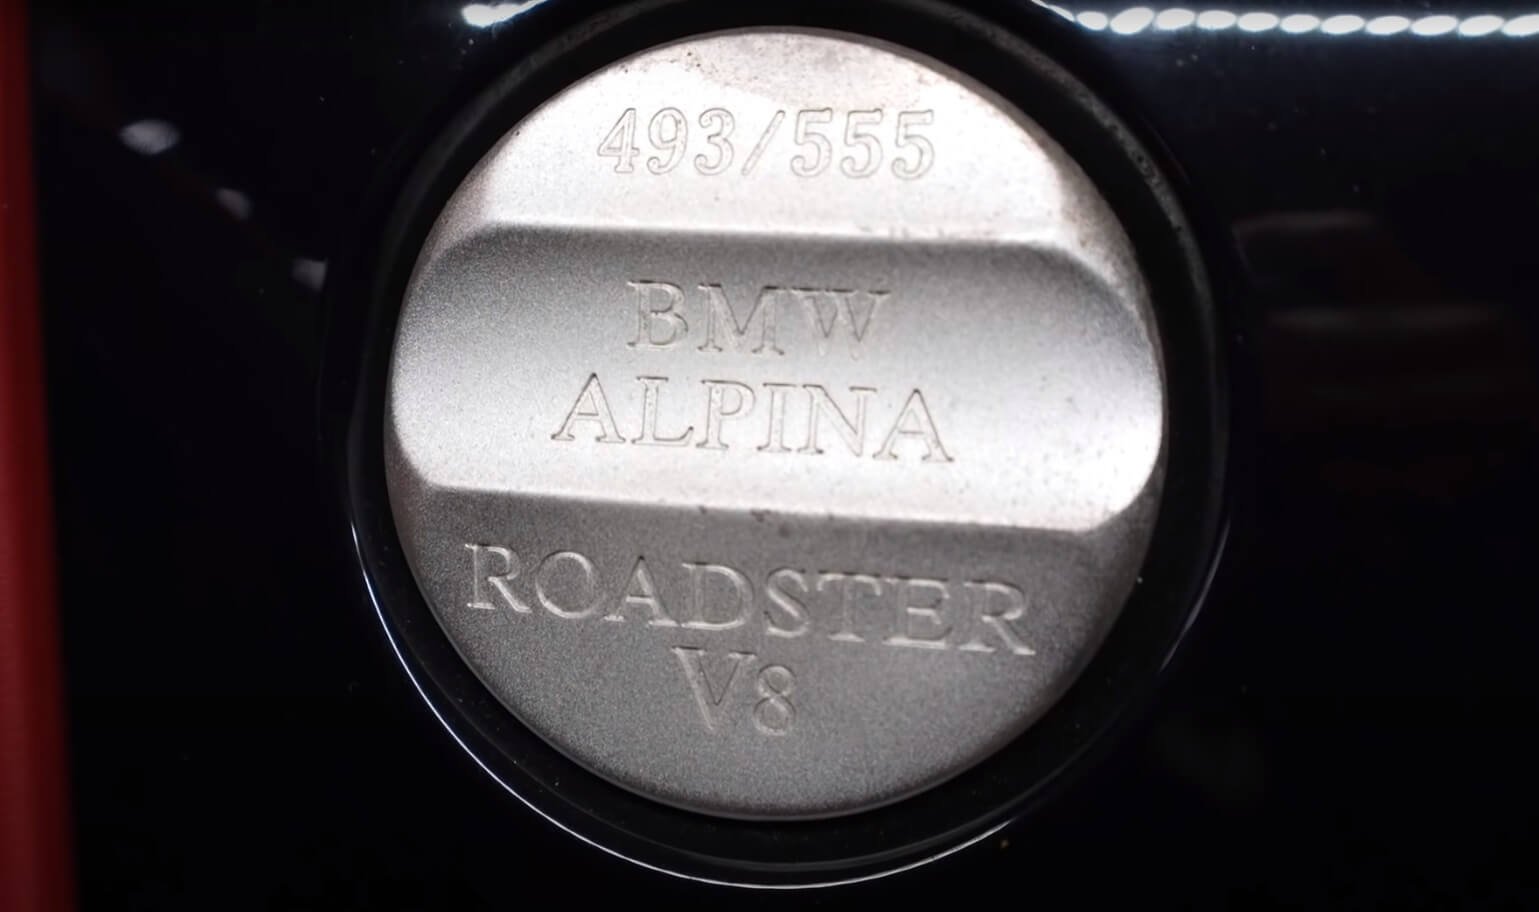 493/555
BMW
ALPINA
ROADSTER
V8